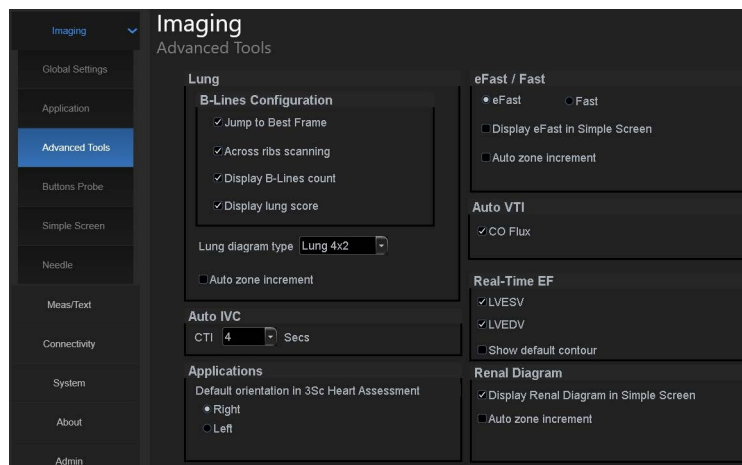 Imaging
Global Settings
Application
Advanced Tools
Buttons Probe
Simple Screen
Needle
Meas/Text
Connectivity
System
About
Admin
Imaging
Advanced Tools
Lung
B-Lines Configuration
Jump to Best Frame
Across ribs scanning
Display B-Lines count
Display lung score
Lung diagram type Lung 4x2
Auto zone increment
Auto IVC
CTI 4 Secs
Applications
Default orientation in 3Sc Heart Assessment
Right
Left
eFast / Fast
eFast Fast
Display eFast in Simple Screen
Auto zone increment
Auto VTI
CO Flux
Real-Time EF
LVESV
LVEDV
Show default contour
Renal Diagram
Display Renal Diagram in Simple Screen
Auto zone increment